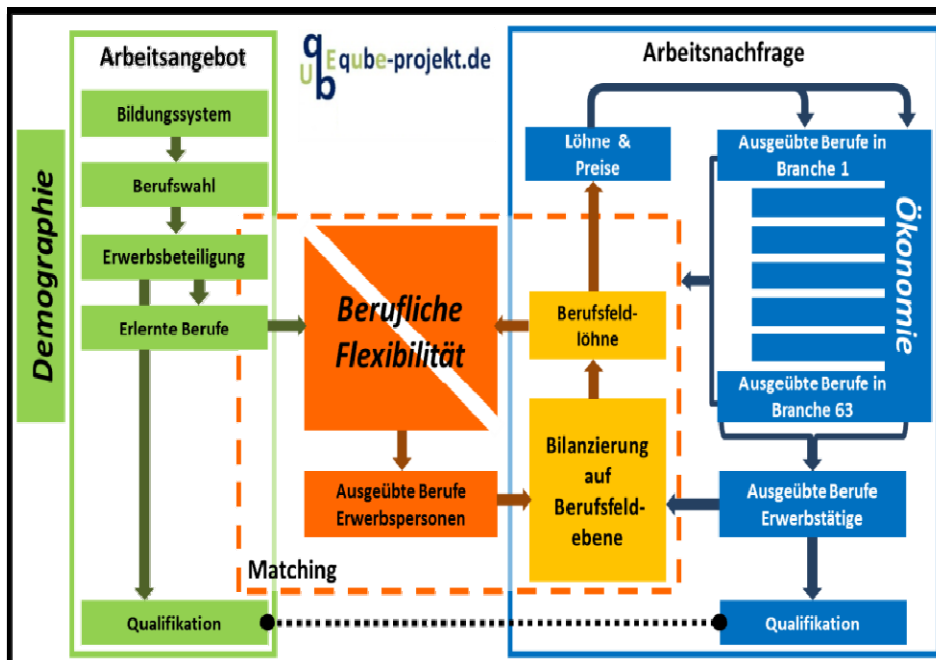 Arbeitsangebot
qube-projekt.de
Arbeitsnachfrage
Demographie
Bildungssystem
Berufswahl
Erwerbsbeteiligung
Erlernte Berufe
Qualifikation
Berufliche
Flexibilität
Ausgeübte Berufe
Erwerbspersonen
Matching
Löhne &
Preise
Berufsfeld-
löhne
Bilanzierung
auf
Berufsfeld-
ebene
Ausgeübte Berufe in
Branche 1
Ökonomie
Ausgeübte Berufe in
Branche 63
Ausgeübte Berufe
Erwerbstätige
Qualifikation
q
U E
b